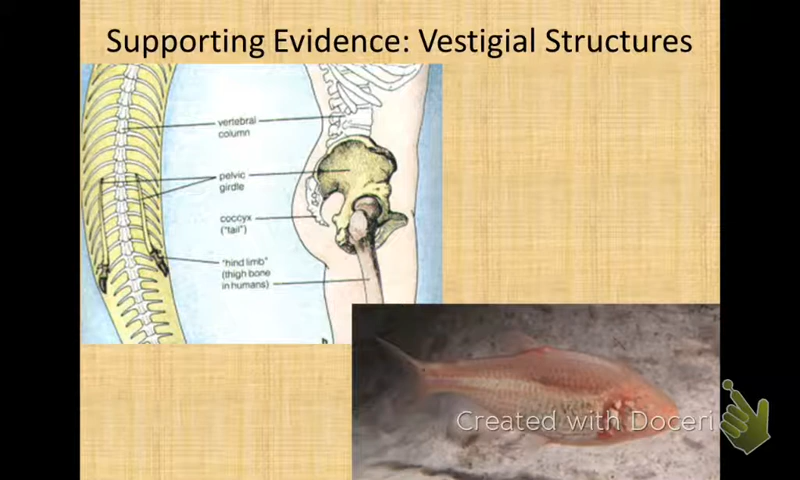 Supporting Evidence: Vestigial Structures
vertebral
column
pelvic
girdle
coccyx
("tail")
"hind limb"
(thigh bone
in humans)
b
Created with Doceri